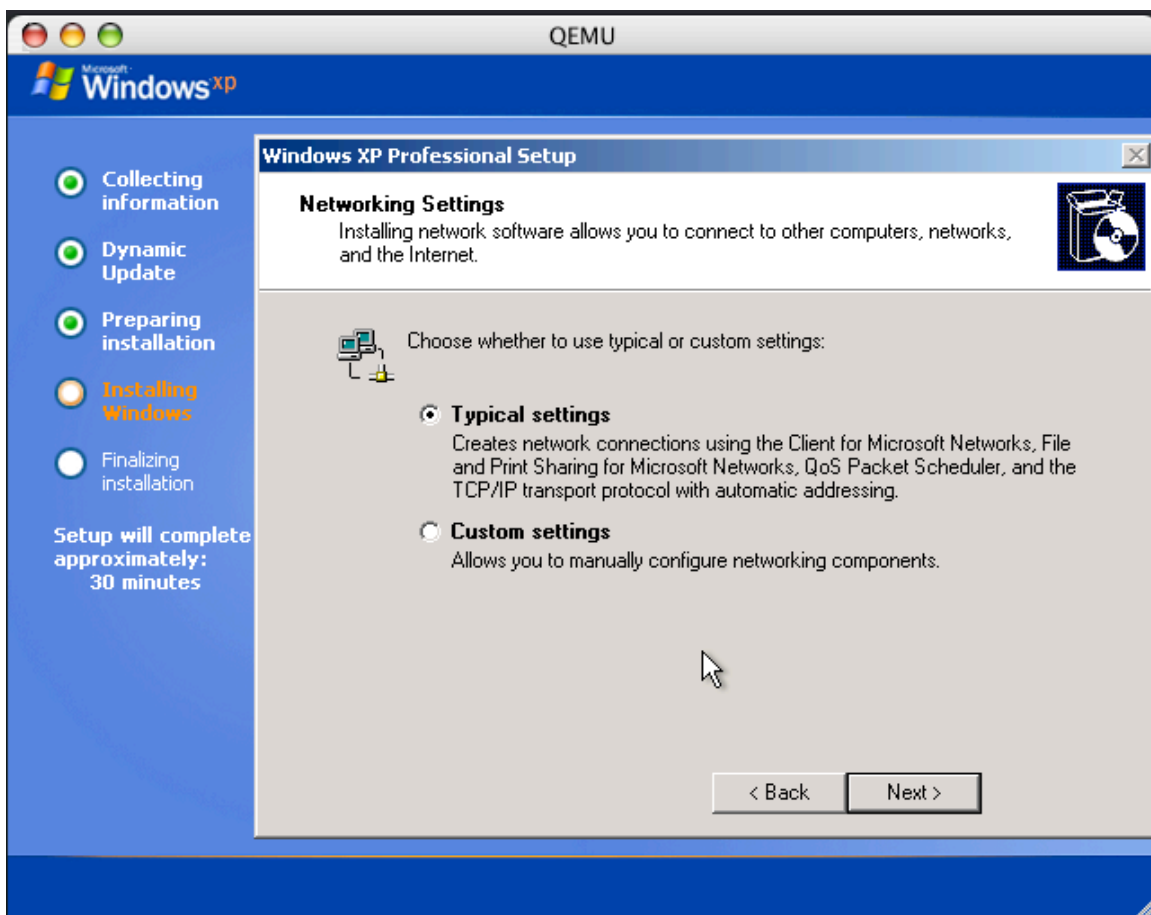 QEMU
Microsoft
Windows xp
Windows XP Professional Setup
Collecting
information
Dynamic
Update
Preparing
installation
Installing
Windows
Finalizing
installation
Setup will complete
approximately:
30 minutes
Networking Settings
Installing network software allows you to connect to other computers, networks,
and the Internet.
Choose whether to use typical or custom settings:
Typical settings
Creates network connections using the Client for Microsoft Networks, File
and Print Sharing for Microsoft Networks, QoS Packet Scheduler, and the
TCP/IP transport protocol with automatic addressing.
Custom settings
Allows you to manually configure networking components.
< Back
Next >